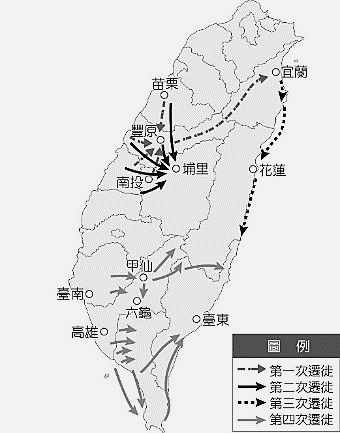 宜蘭
苗栗
豐原
埔里
花蓮
南投
甲仙
臺南
六龜
高雄
臺東
圖 例
第一次遷徙
第二次遷徙
第三次遷徙
第四次遷徙